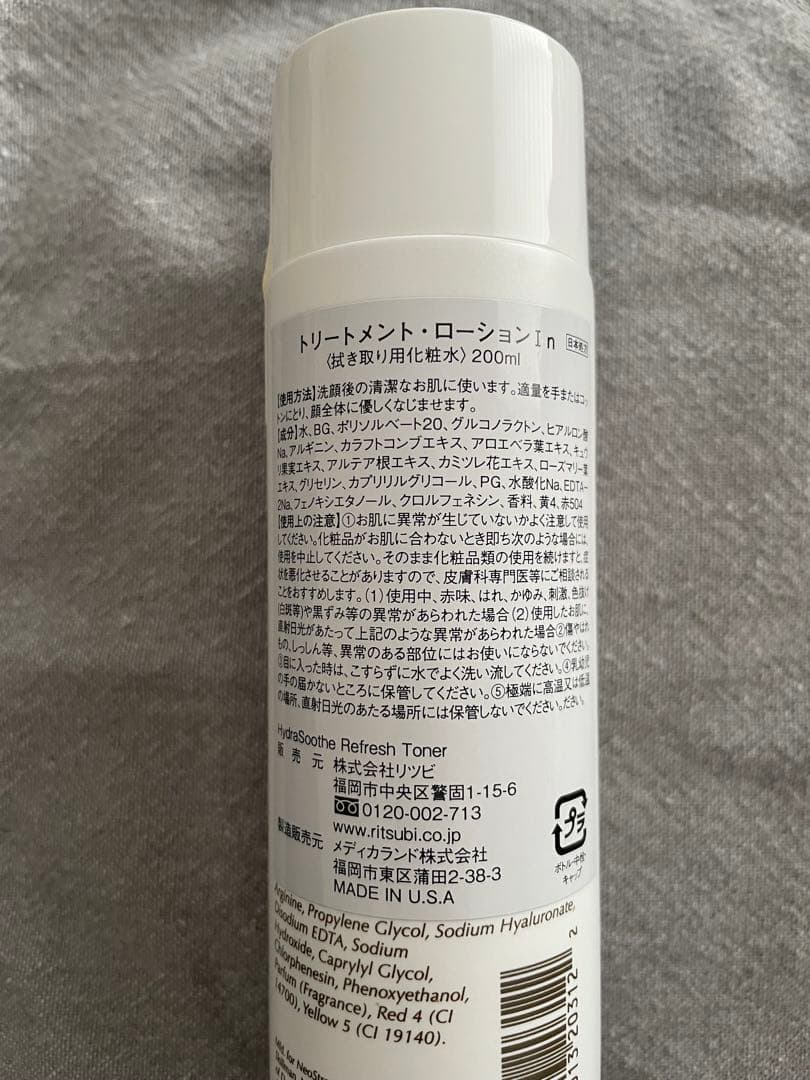 トリートメント・ローションIn 日本処方
〈拭き取り用化粧水〉200ml
【使用方法】洗顔後の清潔なお肌に使います。適量を手またはコッ
トンにとり、顔全体に優しくなじませます。
【成分】水、BG、ポリソルベート20、グルコノラクトン、ヒアルロン酸
Na、アルギニン、カラフトコンブエキス、アロエベラ葉エキス、キュウ
リ果実エキス、アルテア根エキス、カミツレ花エキス、ローズマリー葉
エキス、グリセリン、カプリリルグリコール、PG、水酸化Na、EDTA-
2Na、フェノキシエタノール、クロルフェネシン、香料、黄4、赤504
【使用上の注意】①お肌に異常が生じていないかよく注意して使用
してください。化粧品がお肌に合わないとき即ち次のような場合には、
使用を中止してください。そのまま化粧品類の使用を続けますと、症
状を悪化させることがありますので、皮膚科専門医等にご相談される
ことをおすすめします。(1)使用中、赤味、はれ、かゆみ、刺激、色抜け
(白斑等)や黒ずみ等の異常があらわれた場合(2)使用したお肌に、
直射日光があたって上記のような異常があらわれた場合②傷やはれ
もの、しっしん等、異常のある部位にはお使いにならないでください。
③目に入った時は、こすらずに水でよく洗い流してください。④乳幼児
の手の届かないところに保管してください。⑤極端に高温又は低温
の場所、直射日光のあたる場所には保管しないでください。ださい。
HydraSoothe Refresh Toner
販売元 株式会社リツビ
福岡市中央区警固1-15-6
0120-002-713
www.ritsubi.co.jp
製造販売元 メディカランド株式会社
福岡市東区蒲田2-38-3
MADE IN U.S.A
プラ
ボトル・中栓・
キャップ
Arginine, Propylene Glycol, Sodium Hyaluronate,
Disodium EDTA, Sodium
Hydroxide, Caprylyl Glycol,
Chlorphenesin, Phenoxyethanol,
Parfum (Fragrance), Red 4 (CI
14700), Yellow 5 (CI 19140).
Mfd. for
20312 2